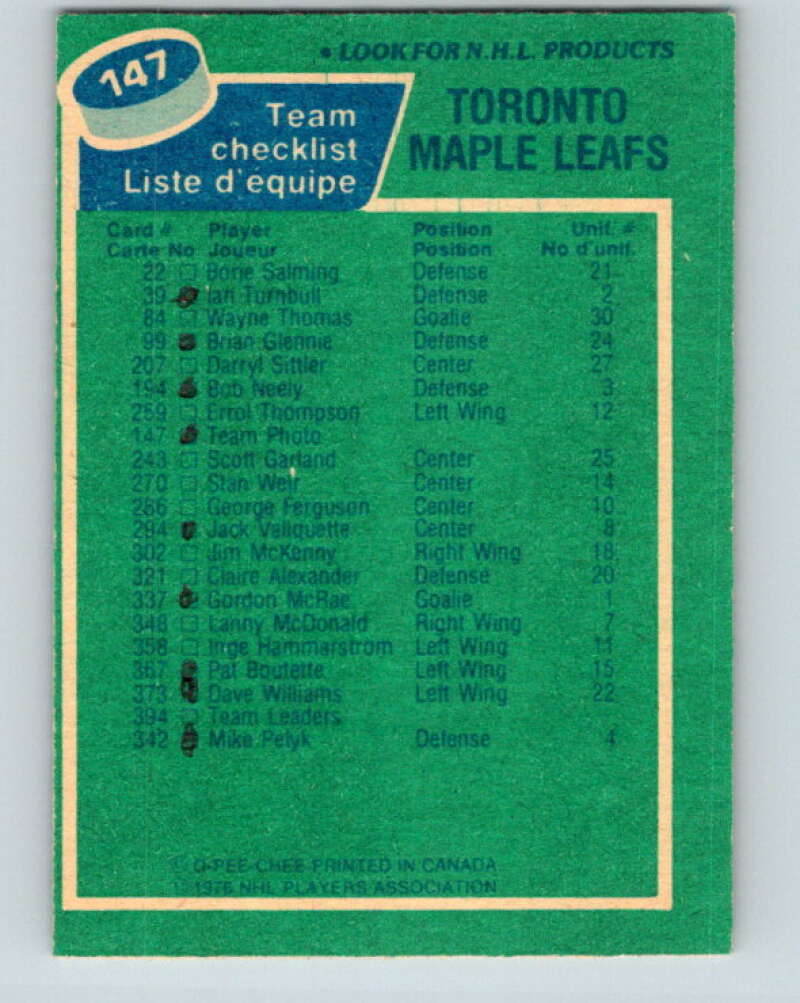 147
• LOOK FOR N.H.L. PRODUCTS
TORONTO
MAPLE LEAFS
Team
checklist
Liste d'équipe
Card # Player Position Unif. #
Carte No Joueur Position No d'unif.
22 Borje Salming Defense 21
39 Ian Turnbull Defense 2
84 Wayne Thomas Goalie 30
99 Brian Glennie Defense 24
207 Darryl Sittler Center 27
194 Bob Neely Defense 3
259 Errol Thompson Left Wing 12
147 Team Photo
243 Scott Garland Center 25
270 Stan Weir Center 14
286 George Ferguson Center 10
294 Jack Valiquette Center 8
302 Jim McKenny Right Wing 18
321 Claire Alexander Defense 20
337 Gordon McRae Goalie 1
348 Lanny McDonald Right Wing 7
358 Inge Hammarstrom Left Wing 11
367 Pat Boutette Left Wing 15
373 Dave Williams Left Wing 22
394 Team Leaders
342 Mike Pelyk Defense 4
© O-PEE-CHEE PRINTED IN CANADA
© 1976 NHL PLAYERS ASSOCIATION